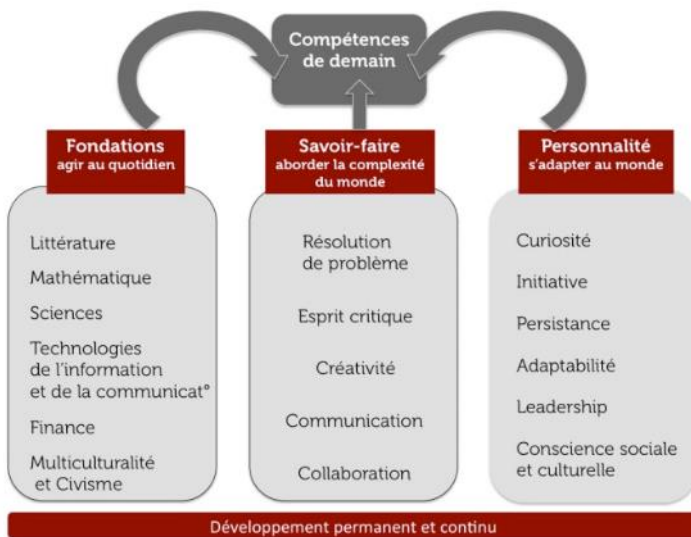 Compétences
de demain
Fondations
agir au quotidien
Littérature
Mathématique
Sciences
Technologies
de l'information
et de la communicat°
Finance
Multiculturalité
et Civisme
Savoir-faire
aborder la complexité
du monde
Résolution
de problème
Esprit critique
Créativité
Communication
Collaboration
Personnalité
s'adapter au monde
Curiosité
Initiative
Persistance
Adaptabilité
Leadership
Conscience sociale
et culturelle
Développement permanent et continu